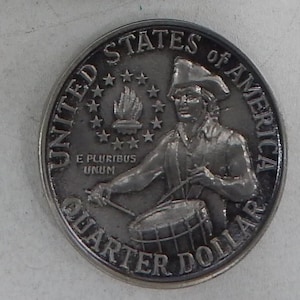 UNITED STATES of AMERICA
E PLURIBUS
UNUM
QUARTER DOLLAR